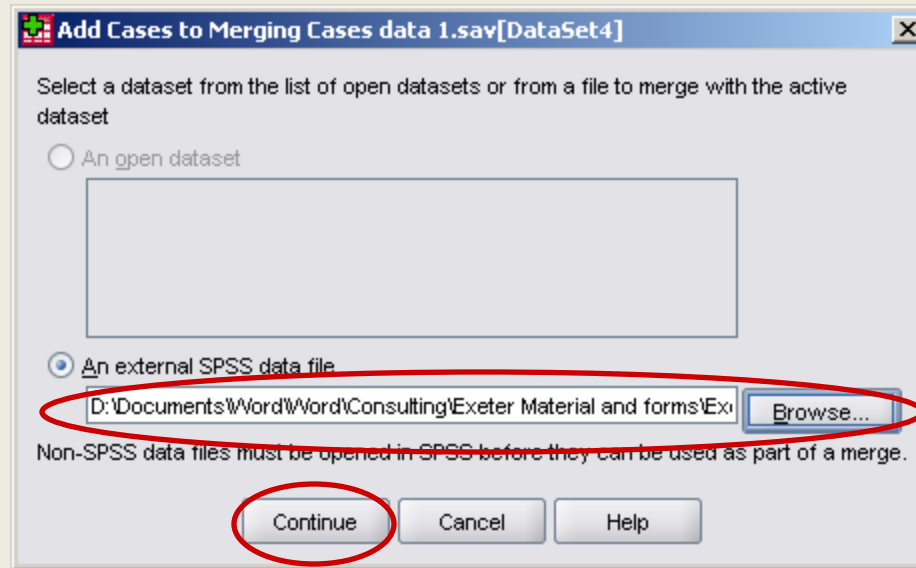 Add Cases to Merging Cases data 1.sav[DataSet4]
Select a dataset from the list of open datasets or from a file to merge with the active
dataset
An open dataset
An external SPSS data file
D:\Documents\Word\Word\Consulting\Exeter Material and forms\Ex
Browse...
Non-SPSS data files must be opened in SPSS before they can be used as part of a merge.
Continue Cancel Help